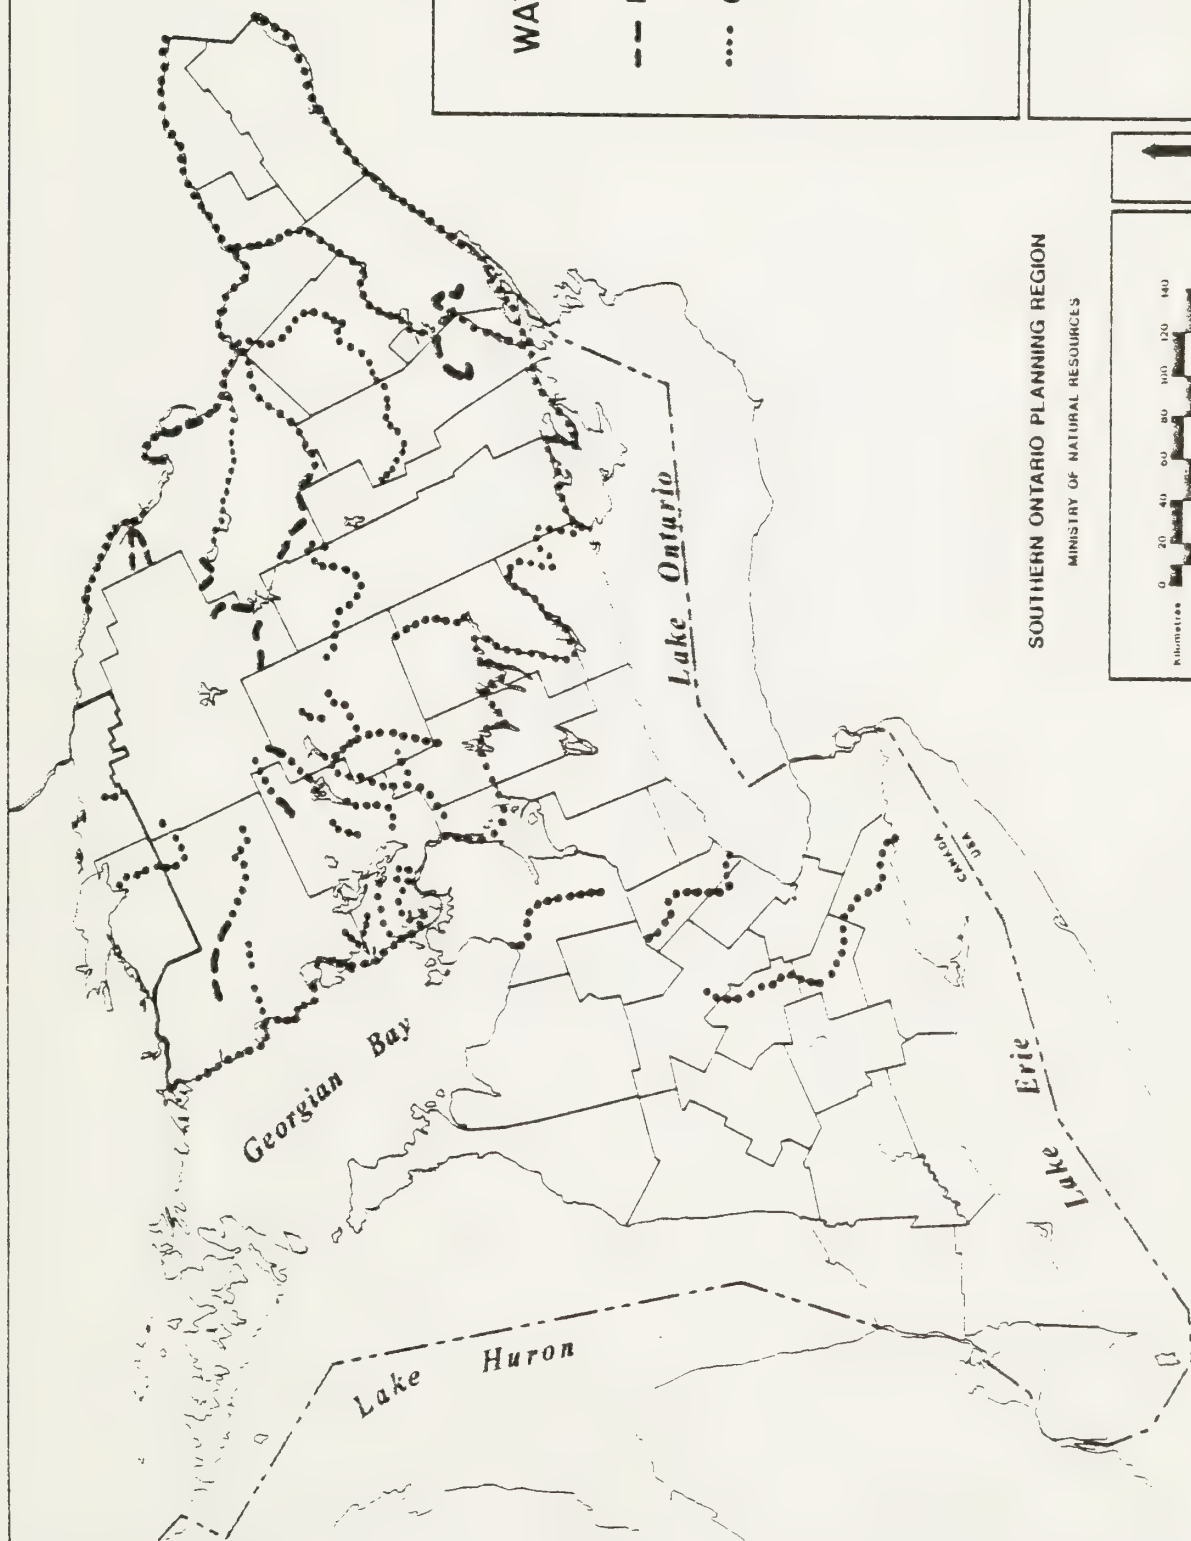 WA
Lake Ontario
Georgian Bay
Lake Huron
Lake Erie
CANADA
USA
SOUTHERN ONTARIO PLANNING REGION
MINISTRY OF NATURAL RESOURCES
Kilometres 0 20 40 60 80 100 120 140